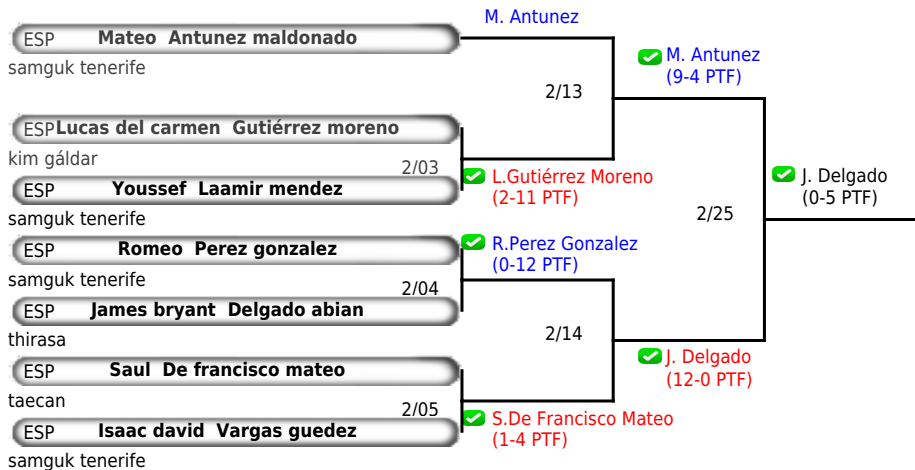 M. Antunez
ESP Mateo Antunez maldonado
samguk tenerife
M. Antunez
(9-4 PTF)
2/13
ESP Lucas del carmen Gutiérrez moreno
kim gáldar
2/03
L.Gutiérrez Moreno
(2-11 PTF)
ESP Youssef Laamir mendez
samguk tenerife
J. Delgado
(0-5 PTF)
2/25
ESP Romeo Perez gonzalez
samguk tenerife
R.Perez Gonzalez
(0-12 PTF)
2/04
ESP James bryant Delgado abian
thirasa
2/14
J. Delgado
(12-0 PTF)
ESP Saul De francisco mateo
taecan
2/05
S.De Francisco Mateo
(1-4 PTF)
ESP Isaac david Vargas guedez
samguk tenerife